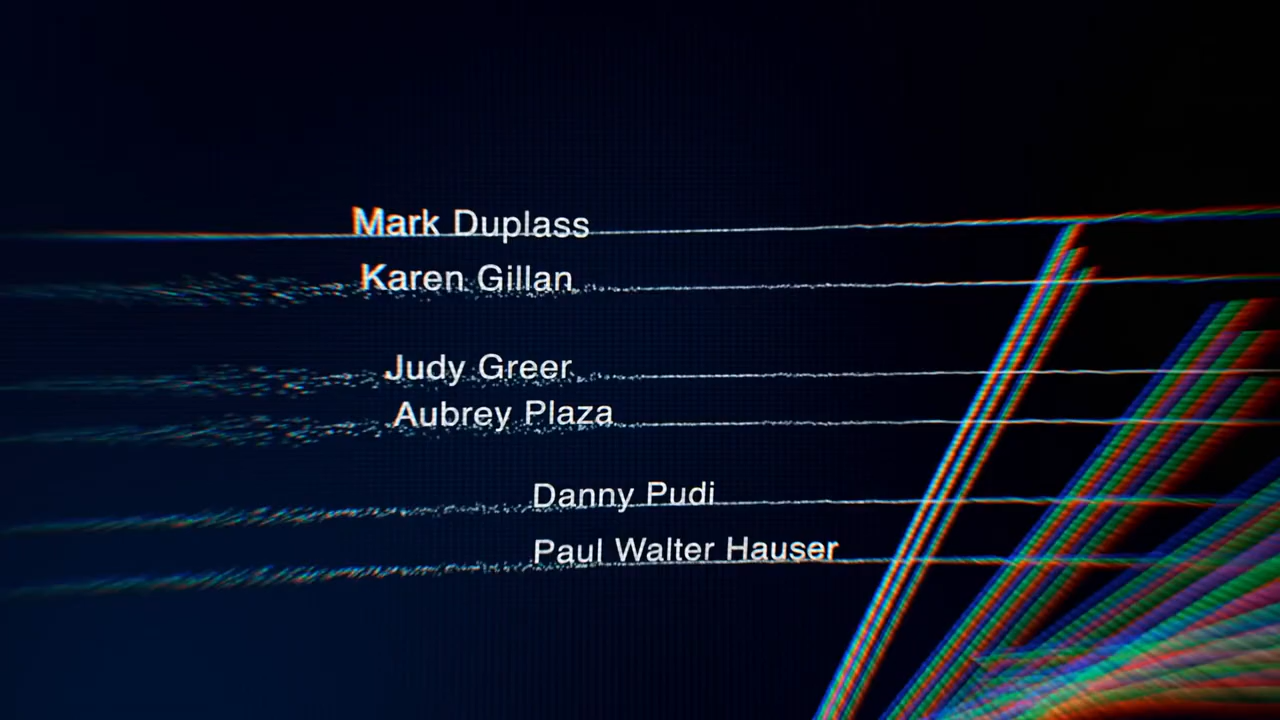 Mark Duplass
Karen Gillan
Judy Greer
Aubrey Plaza
Danny Pudi
Paul Walter Hauser